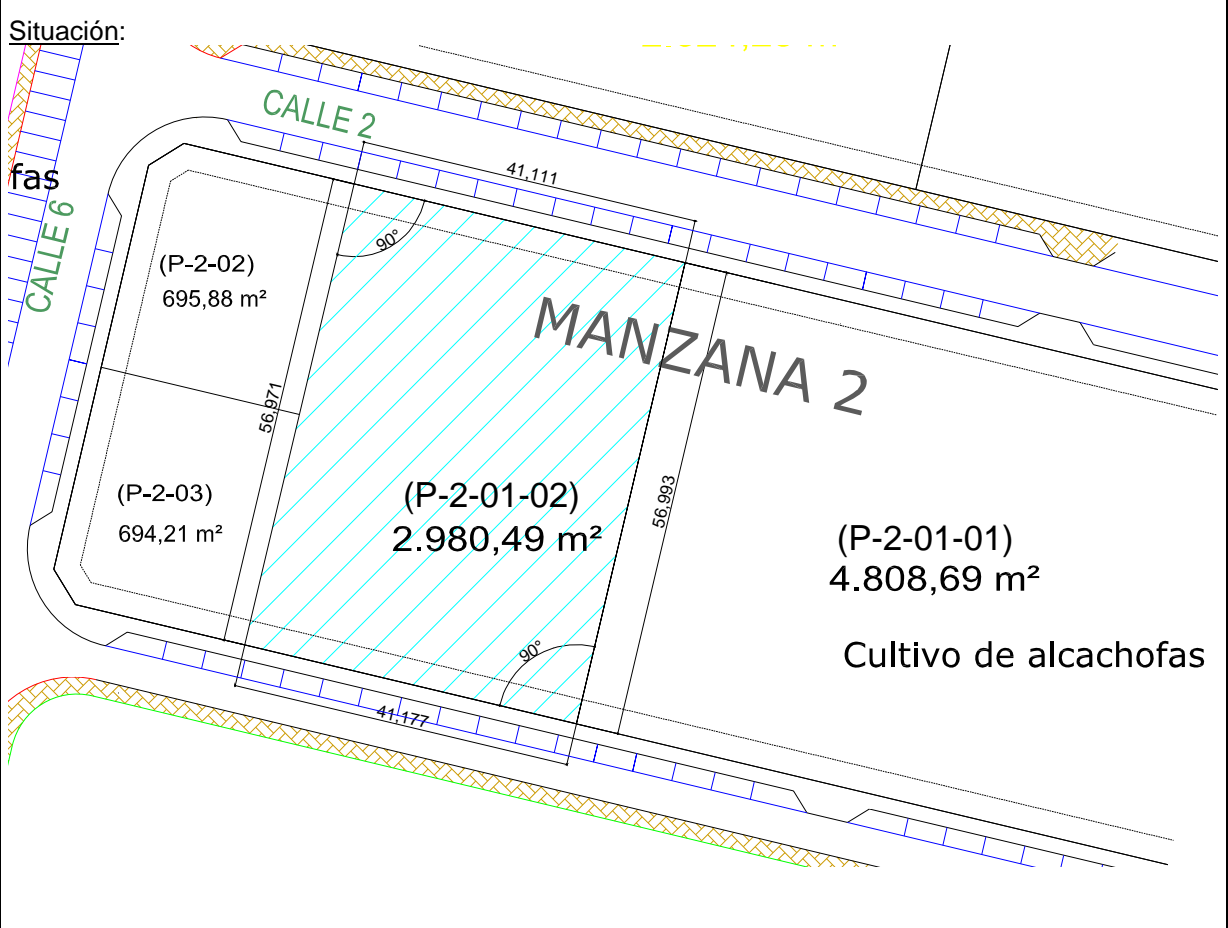 Situación:
CALLE 2
fas
CALLE 6
41,111
90°
(P-2-02)
695,88 m²
MANZANA 2
56,971
(P-2-03)
694,21 m²
(P-2-01-02)
2.980,49 m²
56,993
(P-2-01-01)
4.808,69 m²
90°
Cultivo de alcachofas
41,177